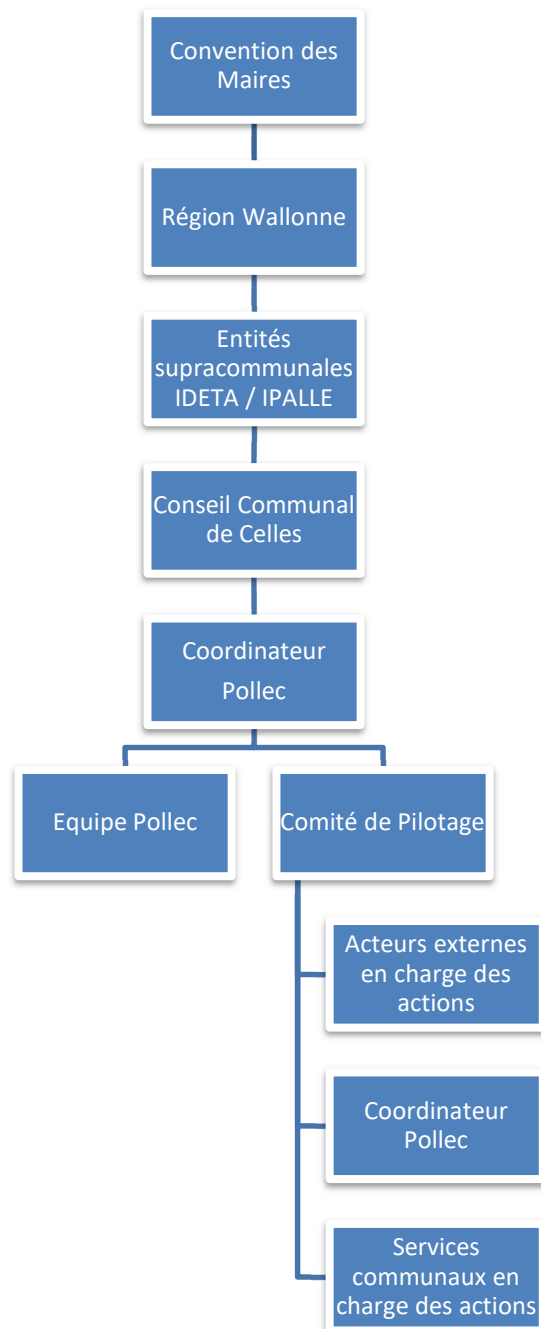 Convention des
Maires
Région Wallonne
Entités
supracommunales
IDETA / IPALLE
Conseil Communal
de Celles
Coordinateur
Pollec
Equipe Pollec
Comité de Pilotage
Acteurs externes
en charge des
actions
Coordinateur
Pollec
Services
communaux en
charge des actions